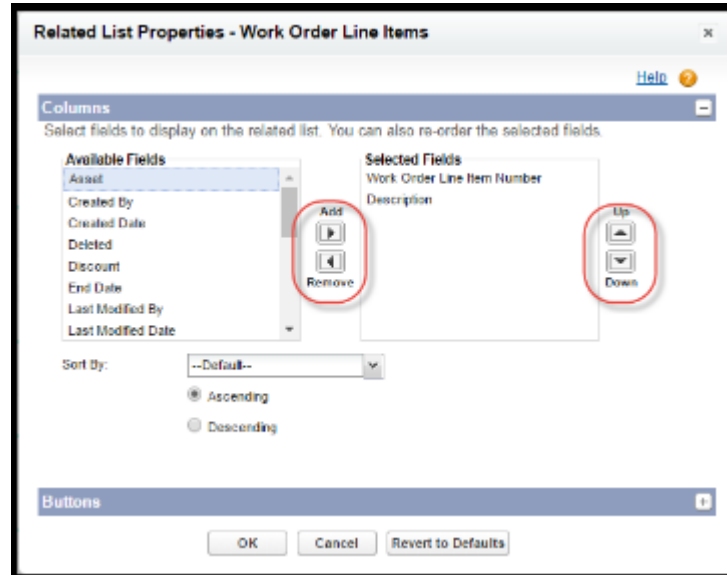 Related List Properties - Work Order Line Items
Help
Columns
Select fields to display on the related list. You can also re-order the selected fields.
Available Fields
Asset
Created By
Created Date
Deleted
Discount
End Date
Last Modified By
Last Modified Date
Add
Remove
Selected Fields
Work Order Line Item Number
Description
Up
Down
Sort By:
--Default--
Ascending
Descending
Buttons
OK
Cancel
Revert to Defaults